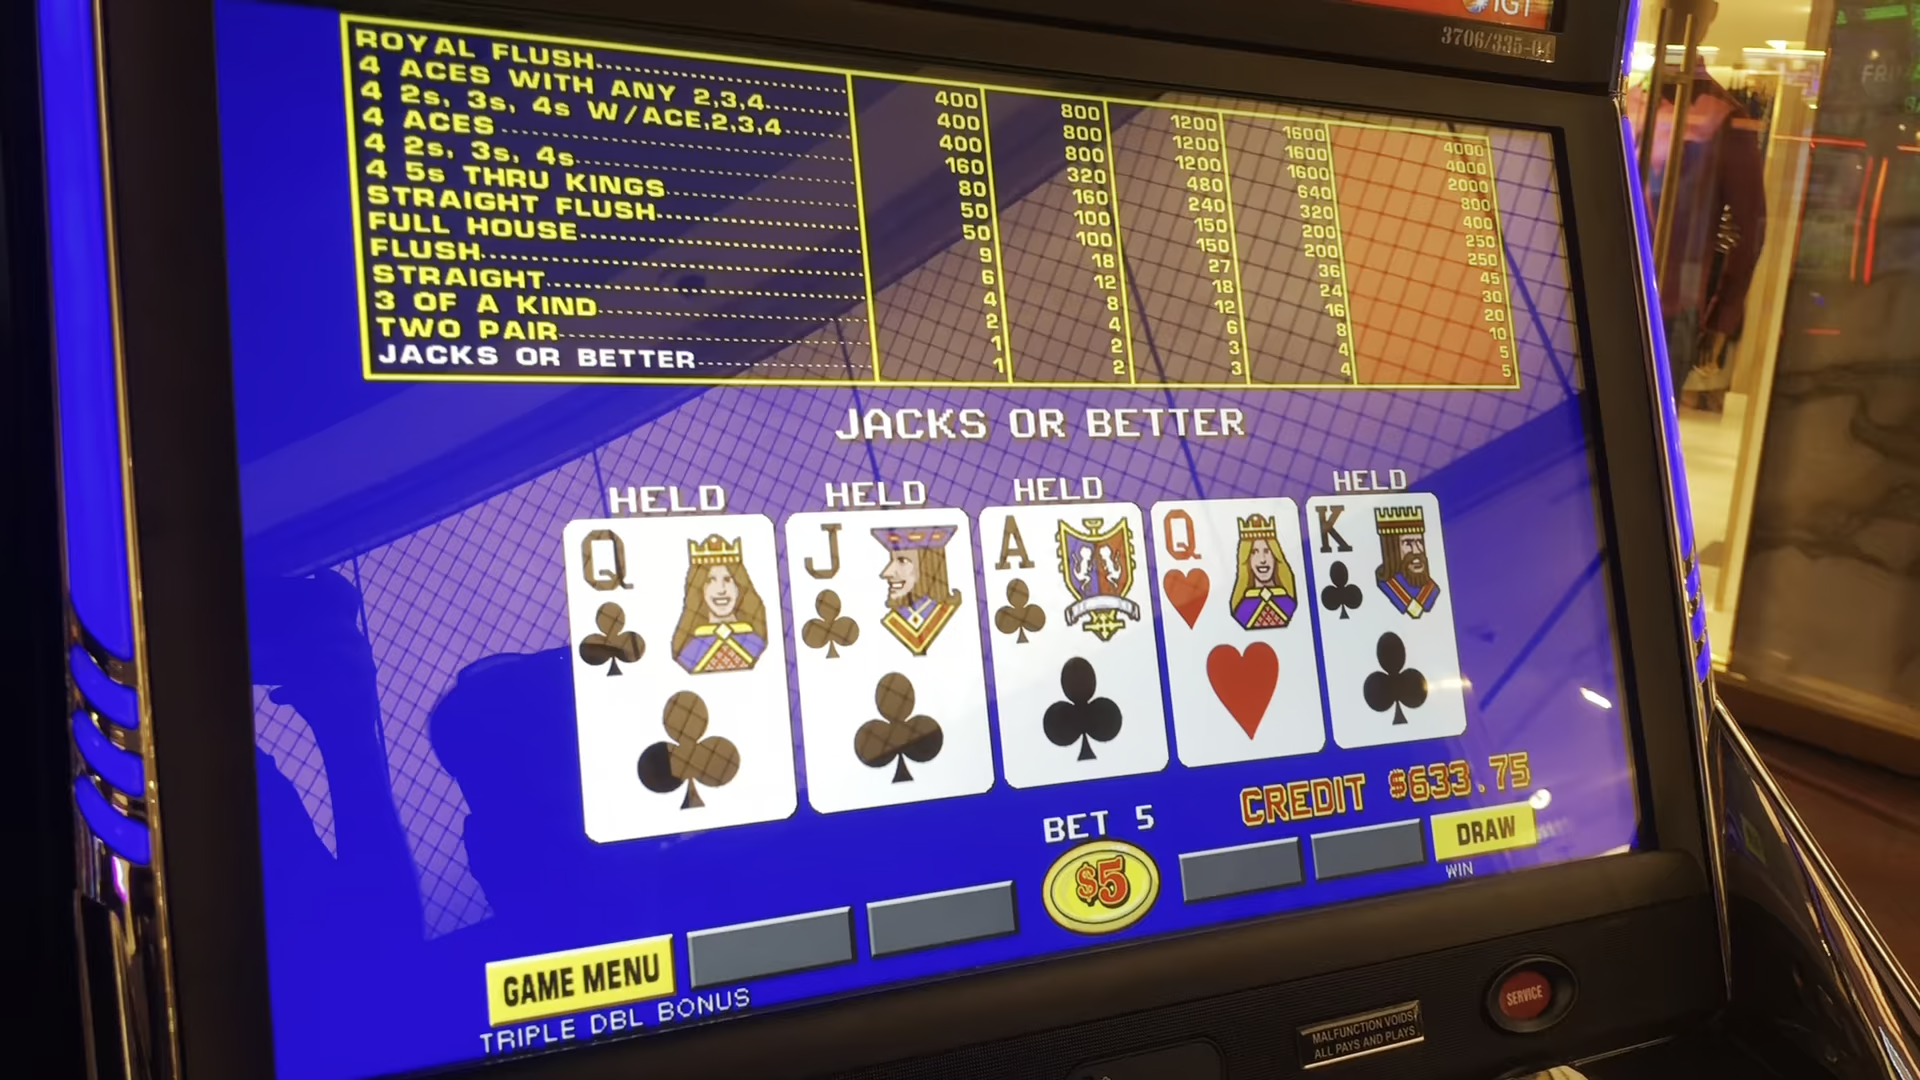 IGT
3706/335-04
ROYAL FLUSH 400 800 1200 1600 4000
4 ACES WITH ANY 2,3,4 400 800 1200 1600 4000
4 2s, 3s, 4s W/ACE,2,3,4 400 800 1200 1600 2000
4 ACES 160 320 480 640 800
4 2s, 3s, 4s 80 160 240 320 400
4 5s THRU KINGS 50 100 150 200 250
STRAIGHT FLUSH 50 100 150 200 250
FULL HOUSE 9 18 27 36 45
FLUSH 6 12 18 24 30
STRAIGHT 4 8 12 16 20
3 OF A KIND 2 4 6 8 10
TWO PAIR 1 2 3 4 5
JACKS OR BETTER 1 2 3 4 5
JACKS OR BETTER
HELD HELD HELD HELD
Q J A Q K
BET 5 CREDIT $633.75
$5
DRAW
WIN
GAME MENU
TRIPLE DBL BONUS
SERVICE
MALFUNCTION VOIDS
ALL PAYS AND PLAYS